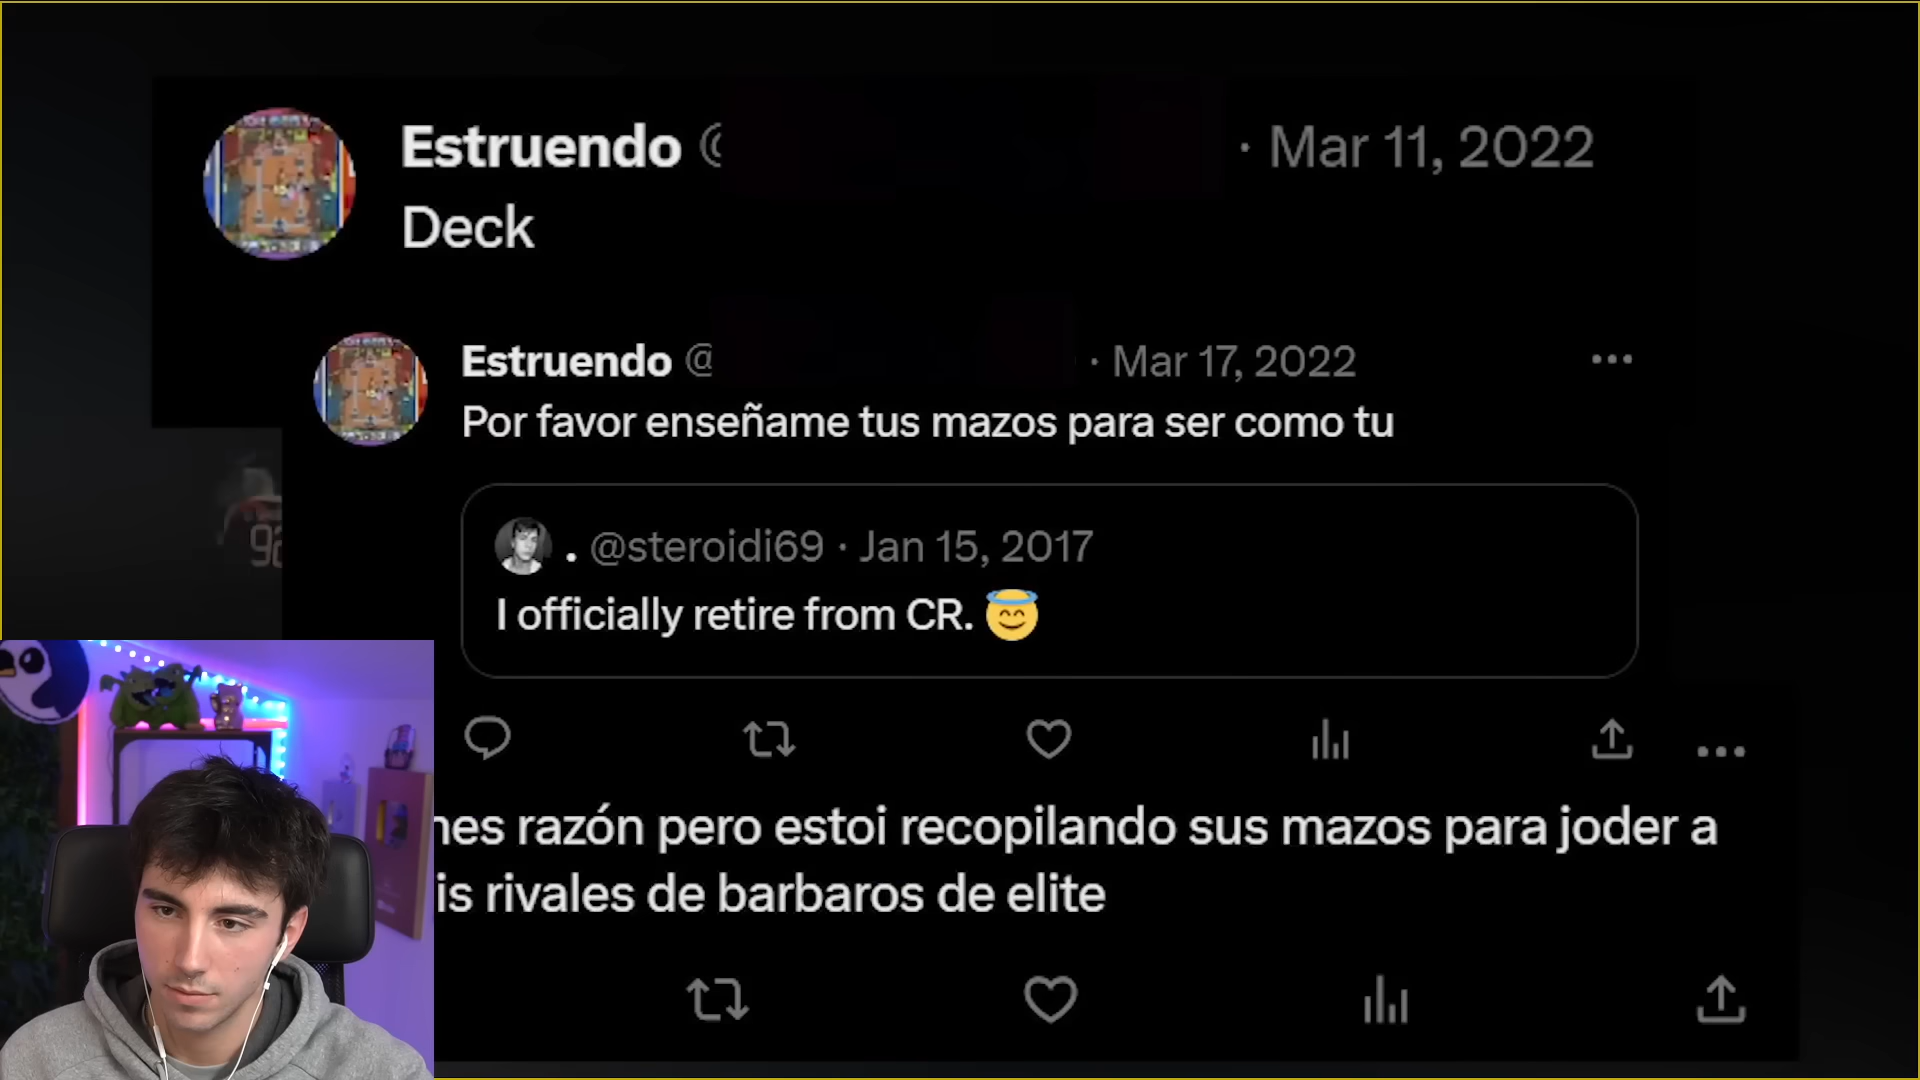 Estruendo @ · Mar 11, 2022
Deck
Estruendo @ · Mar 17, 2022
Por favor enseñame tus mazos para ser como tu
. @steroidi69 · Jan 15, 2017
I officially retire from CR. 😇
92
nes razón pero estoi recopilando sus mazos para joder a
is rivales de barbaros de elite